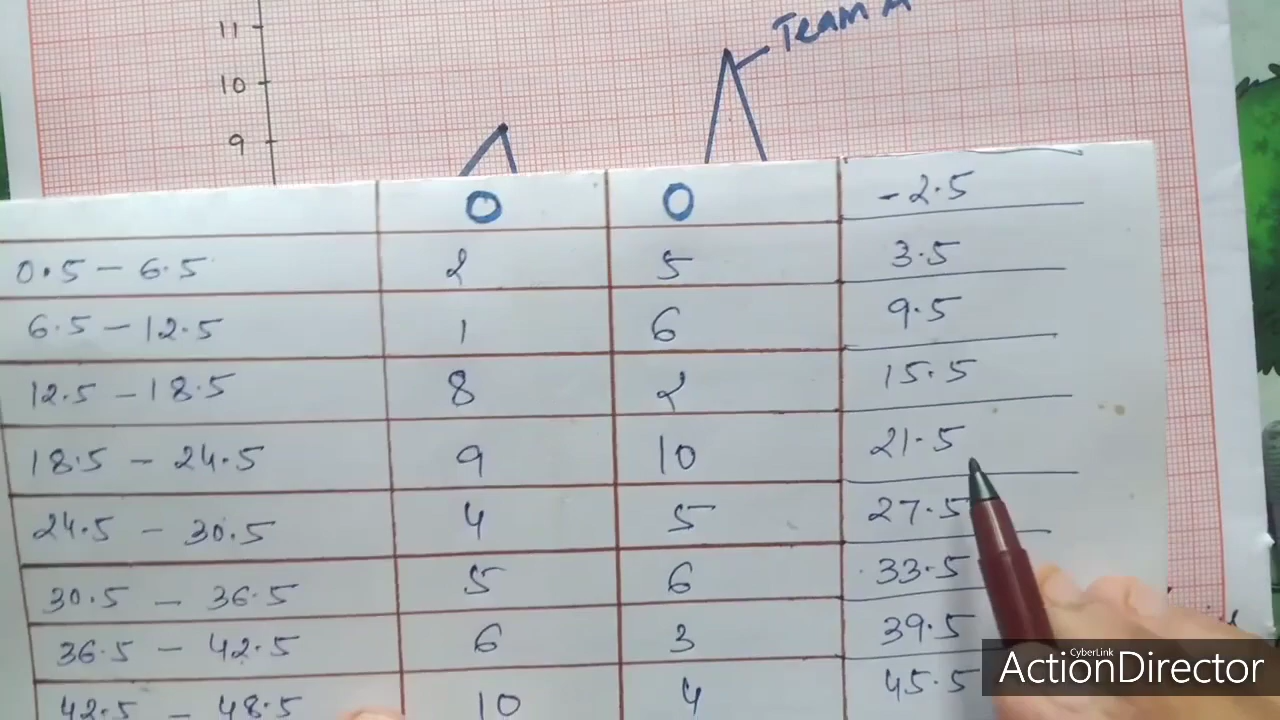 11
Team A
10
9
0 0 -2.5
0.5 - 6.5 2 5 3.5
6.5 - 12.5 1 6 9.5
12.5 - 18.5 8 2 15.5
18.5 - 24.5 9 10 21.5
24.5 - 30.5 4 5 27.5
30.5 - 36.5 5 6 33.5
36.5 - 42.5 6 3 39.5
42.5 - 48.5 10 4 45.5
CyberLink
ActionDirector